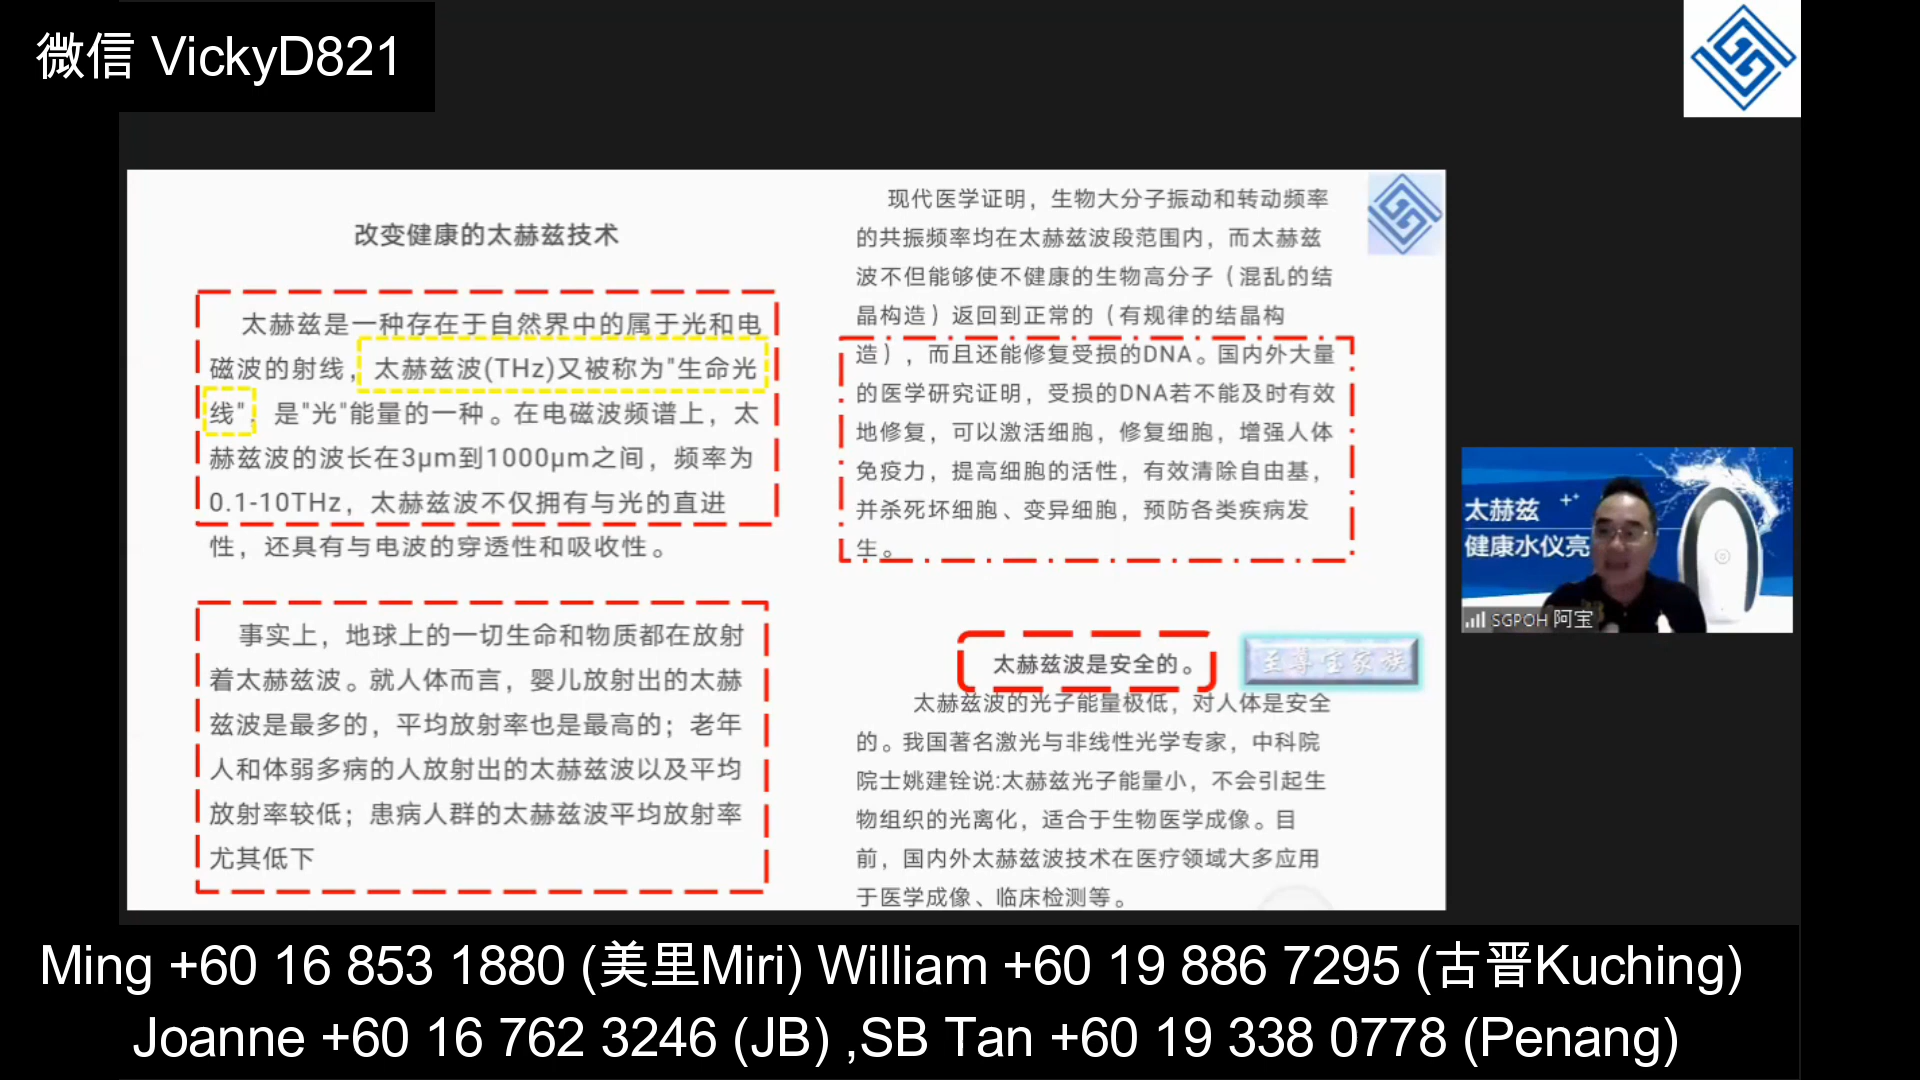 微信 VickyD821
改变健康的太赫兹技术
太赫兹是一种存在于自然界中的属于光和电
磁波的射线，太赫兹波(THz)又被称为"生命光
线"，是"光"能量的一种。在电磁波频谱上，太
赫兹波的波长在3μm到1000μm之间，频率为
0.1-10THz，太赫兹波不仅拥有与光的直进
性，还具有与电波的穿透性和吸收性。
事实上，地球上的一切生命和物质都在放射
着太赫兹波。就人体而言，婴儿放射出的太赫
兹波是最多的，平均放射率也是最高的；老年
人和体弱多病的人放射出的太赫兹波以及平均
放射率较低；患病人群的太赫兹波平均放射率
尤其低下
现代医学证明，生物大分子振动和转动频率
的共振频率均在太赫兹波段范围内，而太赫兹
波不但能够使不健康的生物高分子（混乱的结
晶构造）返回到正常的（有规律的结晶构
造），而且还能修复受损的DNA。国内外大量
的医学研究证明，受损的DNA若不能及时有效
地修复，可以激活细胞，修复细胞，增强人体
免疫力，提高细胞的活性，有效清除自由基，
并杀死坏细胞、变异细胞，预防各类疾病发
生。
太赫兹波是安全的。
至尊宝家族
太赫兹波的光子能量极低，对人体是安全
的。我国著名激光与非线性光学专家，中科院
院士姚建铨说:太赫兹光子能量小，不会引起生
物组织的光离化，适合于生物医学成像。目
前，国内外太赫兹波技术在医疗领域大多应用
于医学成像、临床检测等。
太赫兹
健康水仪亮
SGPOH 阿宝
Ming +60 16 853 1880 (美里Miri) William +60 19 886 7295 (古晋Kuching)
Joanne +60 16 762 3246 (JB) ,SB Tan +60 19 338 0778 (Penang)